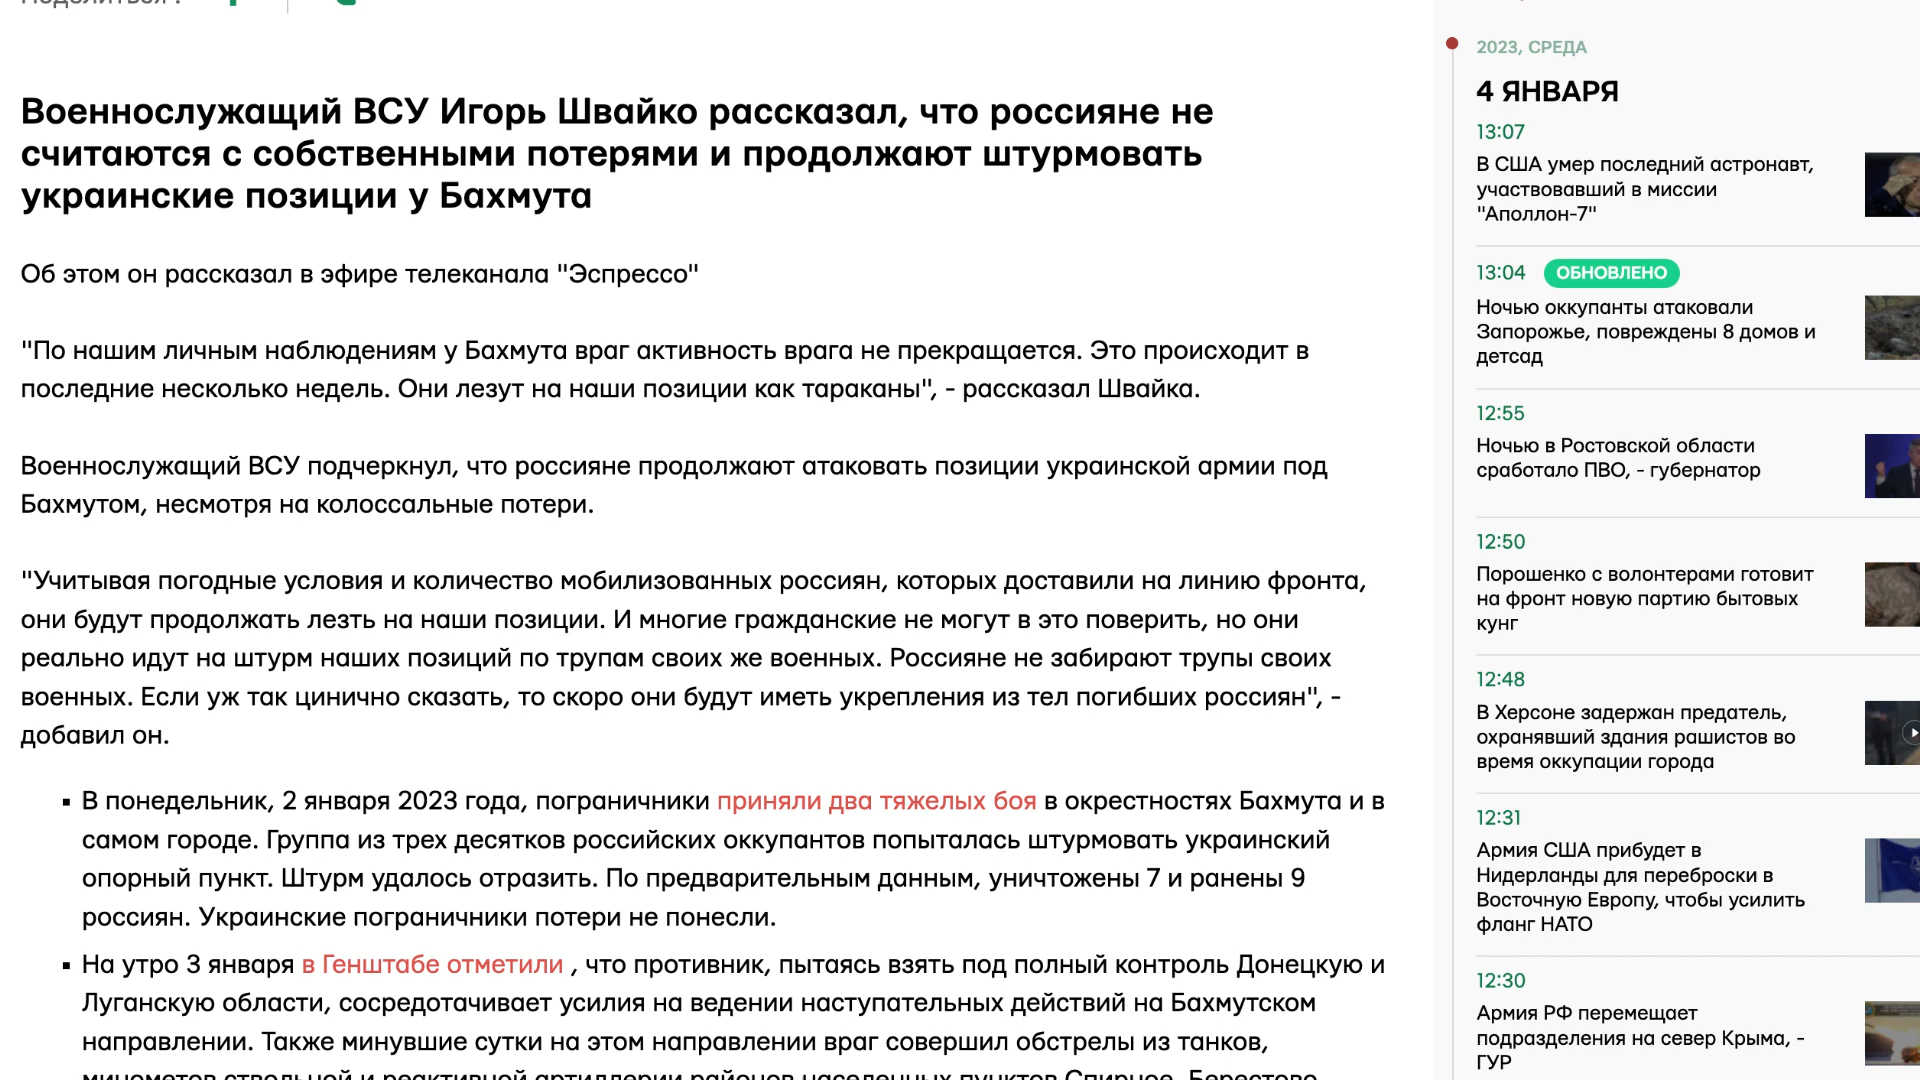 Поделиться :
Военнослужащий ВСУ Игорь Швайко рассказал, что россияне не
считаются с собственными потерями и продолжают штурмовать
украинские позиции у Бахмута
Об этом он рассказал в эфире телеканала "Эспрессо"
"По нашим личным наблюдениям у Бахмута враг активность врага не прекращается. Это происходит в
последние несколько недель. Они лезут на наши позиции как тараканы", - рассказал Швайка.
Военнослужащий ВСУ подчеркнул, что россияне продолжают атаковать позиции украинской армии под
Бахмутом, несмотря на колоссальные потери.
"Учитывая погодные условия и количество мобилизованных россиян, которых доставили на линию фронта,
они будут продолжать лезть на наши позиции. И многие гражданские не могут в это поверить, но они
реально идут на штурм наших позиций по трупам своих же военных. Россияне не забирают трупы своих
военных. Если уж так цинично сказать, то скоро они будут иметь укрепления из тел погибших россиян", -
добавил он.
▪ В понедельник, 2 января 2023 года, пограничники приняли два тяжелых боя в окрестностях Бахмута и в
самом городе. Группа из трех десятков российских оккупантов попыталась штурмовать украинский
опорный пункт. Штурм удалось отразить. По предварительным данным, уничтожены 7 и ранены 9
россиян. Украинские пограничники потери не понесли.
▪ На утро 3 января в Генштабе отметили , что противник, пытаясь взять под полный контроль Донецкую и
Луганскую области, сосредотачивает усилия на ведении наступательных действий на Бахмутском
направлении. Также минувшие сутки на этом направлении враг совершил обстрелы из танков,
минометов ствольной и реактивной артиллерии районов населенных пунктов Спирное, Берестово,
2023, СРЕДА
4 ЯНВАРЯ
13:07
В США умер последний астронавт,
участвовавший в миссии
"Аполлон-7"
13:04 ОБНОВЛЕНО
Ночью оккупанты атаковали
Запорожье, повреждены 8 домов и
детсад
12:55
Ночью в Ростовской области
сработало ПВО, - губернатор
12:50
Порошенко с волонтерами готовит
на фронт новую партию бытовых
кунг
12:48
В Херсоне задержан предатель,
охранявший здания рашистов во
время оккупации города
12:31
Армия США прибудет в
Нидерланды для переброски в
Восточную Европу, чтобы усилить
фланг НАТО
12:30
Армия РФ перемещает
подразделения на север Крыма, -
ГУР